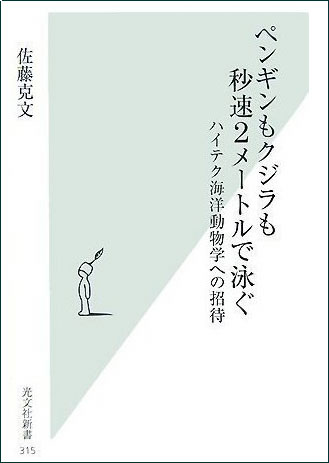 ペンギンもクジラも
秒速2メートルで泳ぐ
ハイテク海洋動物学への招待
佐藤克文
光文社新書
315